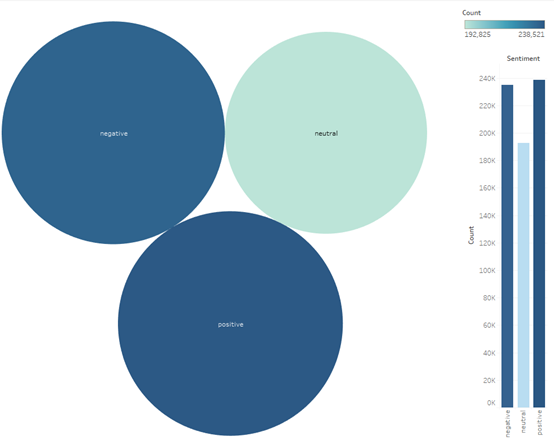 negative
neutral
positive
Count
192,825 238,521
Sentiment
240K
220K
200K
180K
160K
140K
120K
100K
80K
60K
40K
20K
0K
Count
negative
neutral
positive